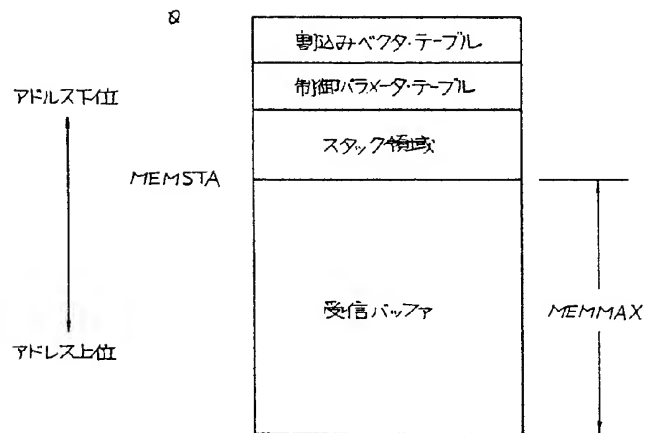 0
割込みベクタ・テーブル
アドルス下位
制御パラメータ・テーブル
スタック領域
MEMSTA
受信バッファ
MEMMAX
アドレス上位